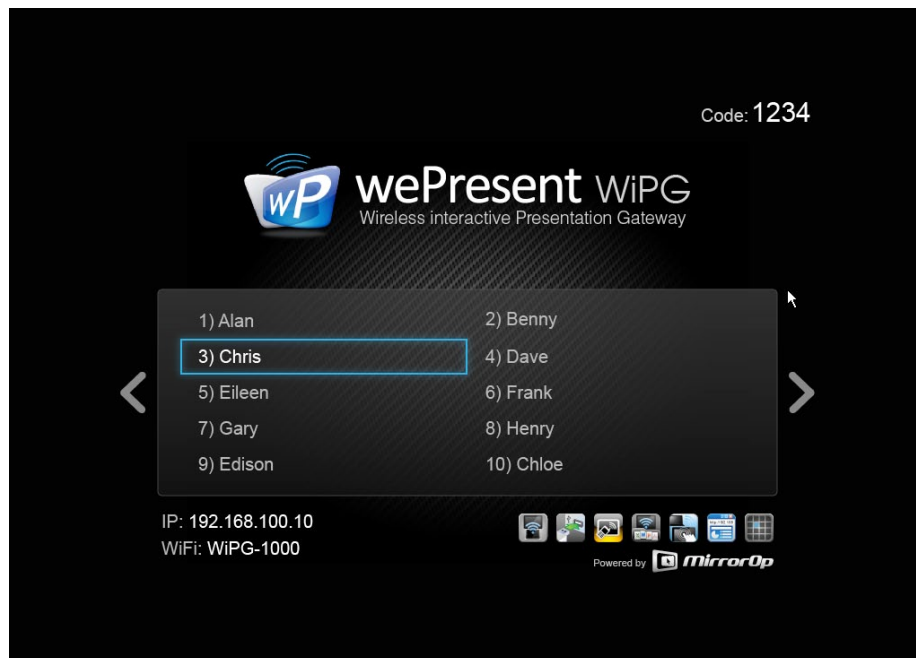 Code: 1234
wP
wePresent WiPG
Wireless interactive Presentation Gateway
1) Alan
2) Benny
3) Chris
4) Dave
5) Eileen
6) Frank
7) Gary
8) Henry
9) Edison
10) Chloe
IP: 192.168.100.10
WiFi: WiPG-1000
Powered by MirrorOp